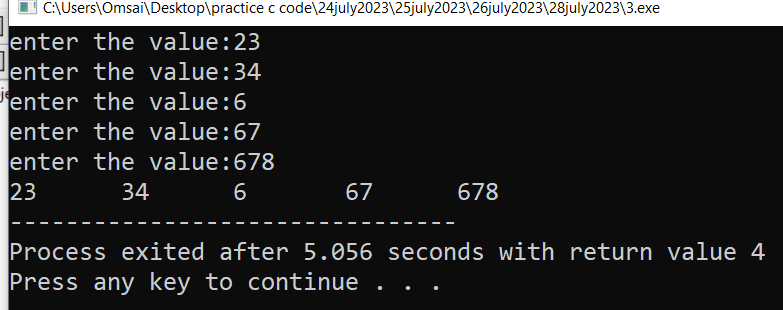 C:\Users\Omsai\Desktop\practice c code\24july2023\25july2023\26july2023\28july2023\3.exe
enter the value:23
enter the value:34
enter the value:6
enter the value:67
enter the value:678
23      34      6       67      678
--------------------------------
Process exited after 5.056 seconds with return value 4
Press any key to continue . . .